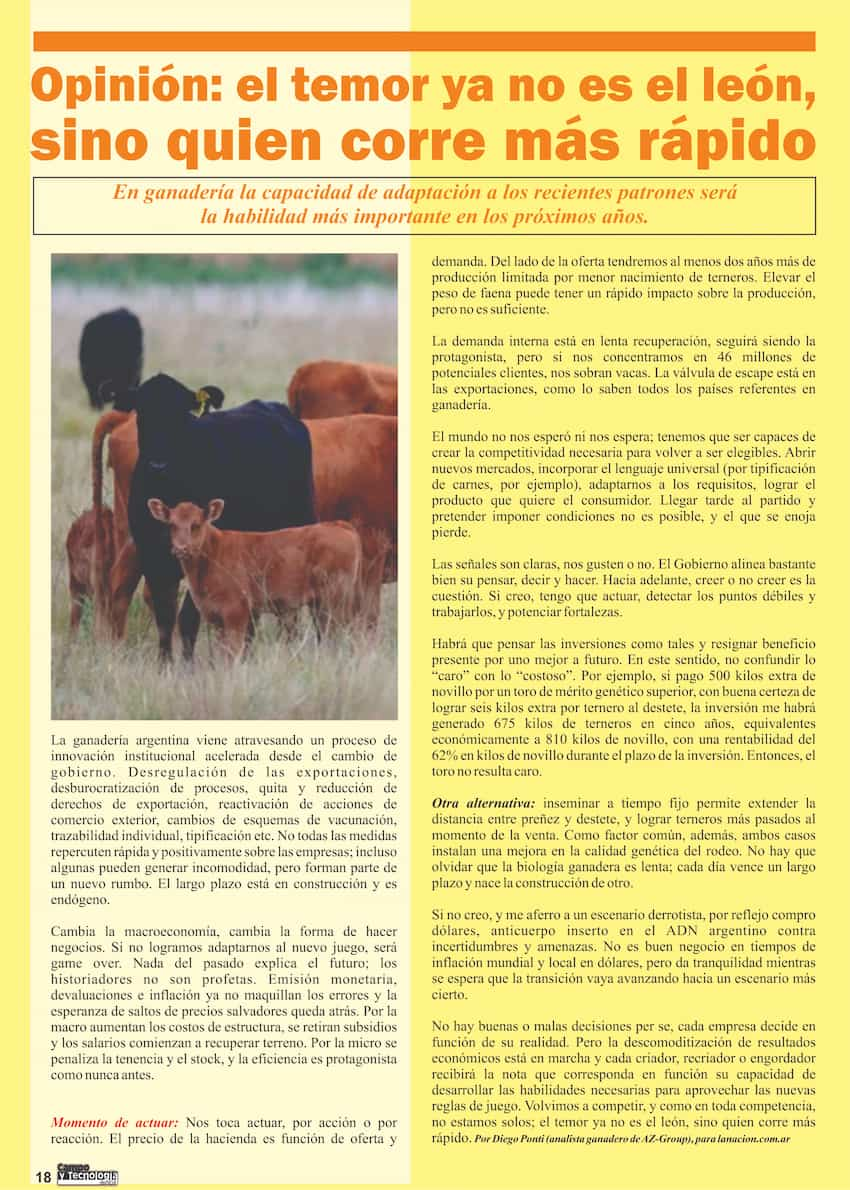 Opinión: el temor ya no es el león,
sino quien corre más rápido
En ganadería la capacidad de adaptación a los recientes patrones será
la habilidad más importante en los próximos años.
La ganadería argentina viene atravesando un proceso de
innovación institucional acelerada desde el cambio de
gobierno. Desregulación de las exportaciones,
desburocratización de procesos, quita y reducción de
derechos de exportación, reactivación de acciones de
comercio exterior, cambios de esquemas de vacunación,
trazabilidad individual, tipificación etc. No todas las medidas
repercuten rápida y positivamente sobre las empresas; incluso
algunas pueden generar incomodidad, pero forman parte de
un nuevo rumbo. El largo plazo está en construcción y es
endógeno.
Cambia la macroeconomía, cambia la forma de hacer
negocios. Si no logramos adaptarnos al nuevo juego, será
game over. Nada del pasado explica el futuro; los
historiadores no son profetas. Emisión monetaria,
devaluaciones e inflación ya no maquillan los errores y la
esperanza de saltos de precios salvadores queda atrás. Por la
macro aumentan los costos de estructura, se retiran subsidios
y los salarios comienzan a recuperar terreno. Por la micro se
penaliza la tenencia y el stock, y la eficiencia es protagonista
como nunca antes.
Momento de actuar: Nos toca actuar, por acción o por
reacción. El precio de la hacienda es función de oferta y
demanda. Del lado de la oferta tendremos al menos dos años más de
producción limitada por menor nacimiento de terneros. Elevar el
peso de faena puede tener un rápido impacto sobre la producción,
pero no es suficiente.
La demanda interna está en lenta recuperación, seguirá siendo la
protagonista, pero si nos concentramos en 46 millones de
potenciales clientes, nos sobran vacas. La válvula de escape está en
las exportaciones, como lo saben todos los países referentes en
ganadería.
El mundo no nos esperó ni nos espera; tenemos que ser capaces de
crear la competitividad necesaria para volver a ser elegibles. Abrir
nuevos mercados, incorporar el lenguaje universal (por tipificación
de carnes, por ejemplo), adaptarnos a los requisitos, lograr el
producto que quiere el consumidor. Llegar tarde al partido y
pretender imponer condiciones no es posible, y el que se enoja
pierde.
Las señales son claras, nos gusten o no. El Gobierno alinea bastante
bien su pensar, decir y hacer. Hacia adelante, creer o no creer es la
cuestión. Si creo, tengo que actuar, detectar los puntos débiles y
trabajarlos, y potenciar fortalezas.
Habrá que pensar las inversiones como tales y resignar beneficio
presente por uno mejor a futuro. En este sentido, no confundir lo
“caro” con lo “costoso”. Por ejemplo, si pago 500 kilos extra de
novillo por un toro de mérito genético superior, con buena certeza de
lograr seis kilos extra por ternero al destete, la inversión me habrá
generado 675 kilos de terneros en cinco años, equivalentes
económicamente a 810 kilos de novillo, con una rentabilidad del
62% en kilos de novillo durante el plazo de la inversión. Entonces, el
toro no resulta caro.
Otra alternativa: inseminar a tiempo fijo permite extender la
distancia entre preñez y destete, y lograr terneros más pasados al
momento de la venta. Como factor común, además, ambos casos
instalan una mejora en la calidad genética del rodeo. No hay que
olvidar que la biología ganadera es lenta; cada día vence un largo
plazo y nace la construcción de otro.
Si no creo, y me aferro a un escenario derrotista, por reflejo compro
dólares, anticuerpo inserto en el ADN argentino contra
incertidumbres y amenazas. No es buen negocio en tiempos de
inflación mundial y local en dólares, pero da tranquilidad mientras
se espera que la transición vaya avanzando hacia un escenario más
cierto.
No hay buenas o malas decisiones per se, cada empresa decide en
función de su realidad. Pero la descomoditización de resultados
económicos está en marcha y cada criador, recriador o engordador
recibirá la nota que corresponda en función su capacidad de
desarrollar las habilidades necesarias para aprovechar las nuevas
reglas de juego. Volvimos a competir, y como en toda competencia,
no estamos solos; el temor ya no es el león, sino quien corre más
rápido. Por Diego Ponti (analista ganadero de AZ-Group), para lanacion.com.ar
18 Campo
y Tecnología